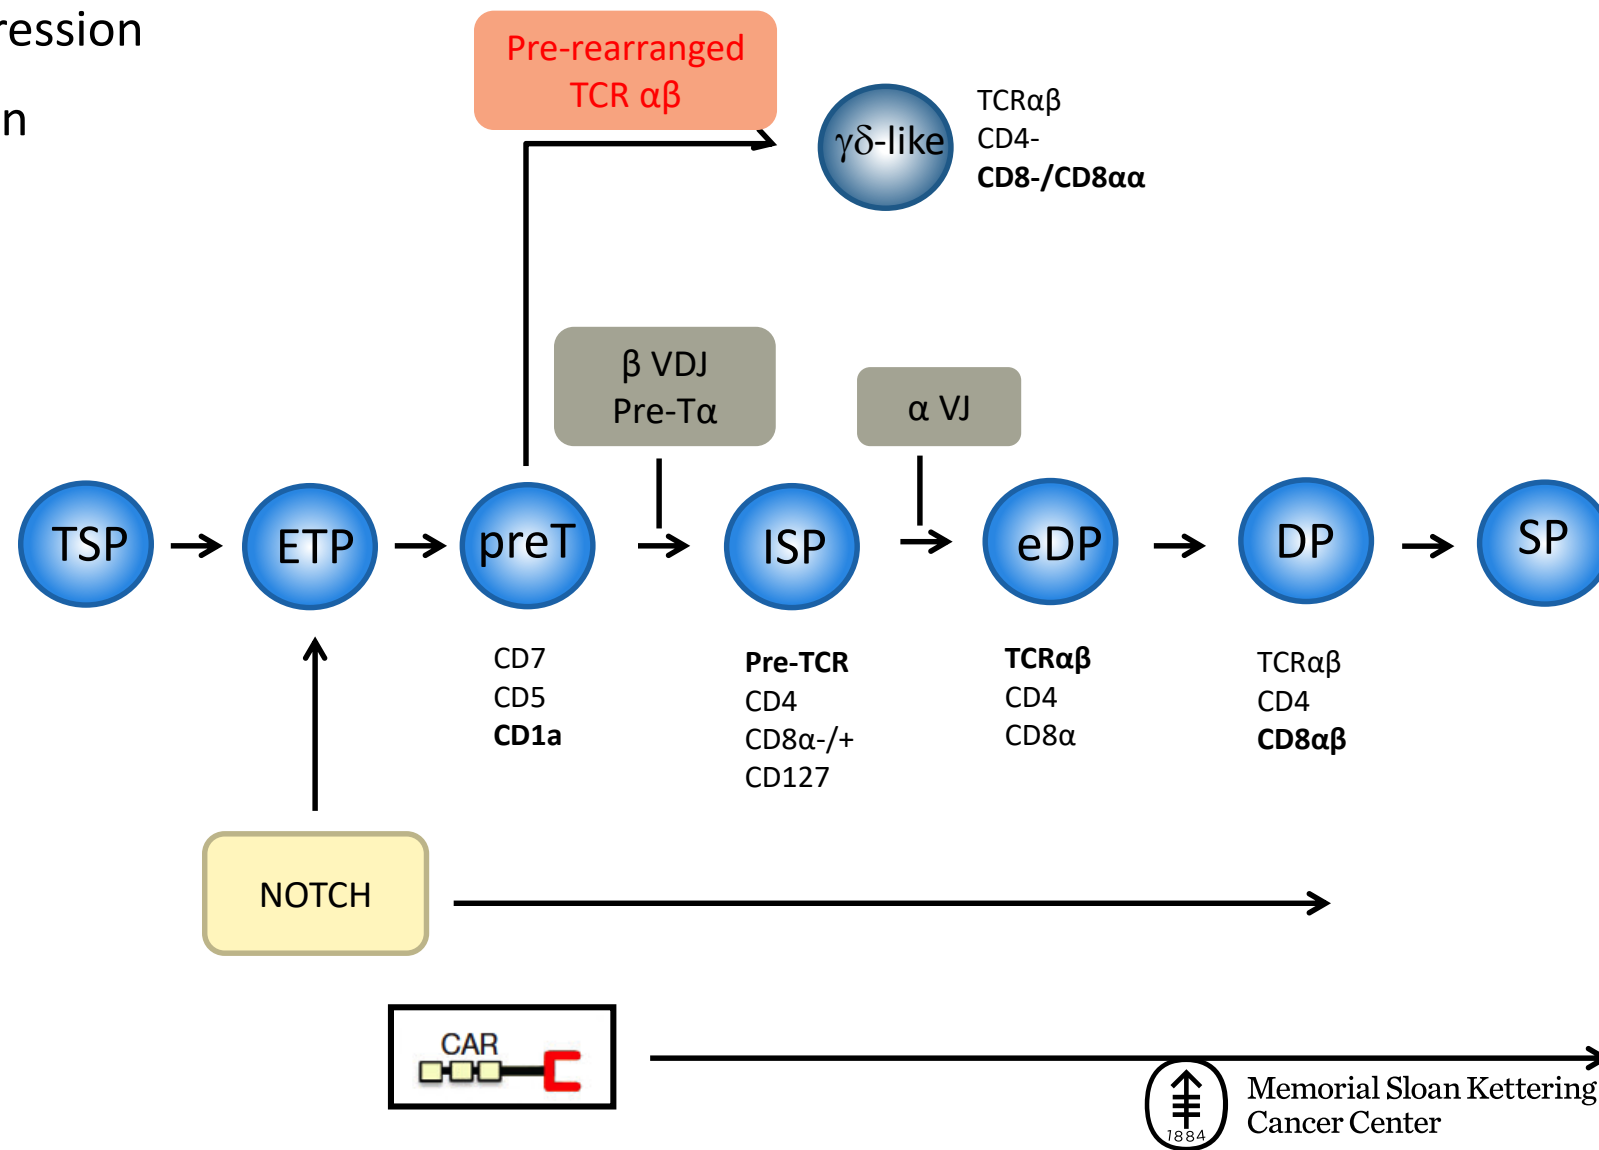 ression
n
Pre-rearranged
TCR αβ
γδ-like
TCRαβ
CD4-
CD8-/CD8αα
β VDJ
Pre-Tα
α VJ
TSP
ETP
preT
ISP
eDP
DP
SP
CD7
CD5
CD1a
Pre-TCR
CD4
CD8α-/+
CD127
TCRαβ
CD4
CD8α
TCRαβ
CD4
CD8αβ
NOTCH
CAR
1884
Memorial Sloan Kettering
Cancer Center